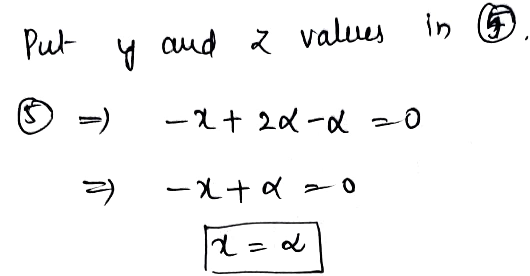 Put y and z values in ⑤.
⑤ ⇒ -x + 2α - α = 0
⇒ -x + α = 0
x = α